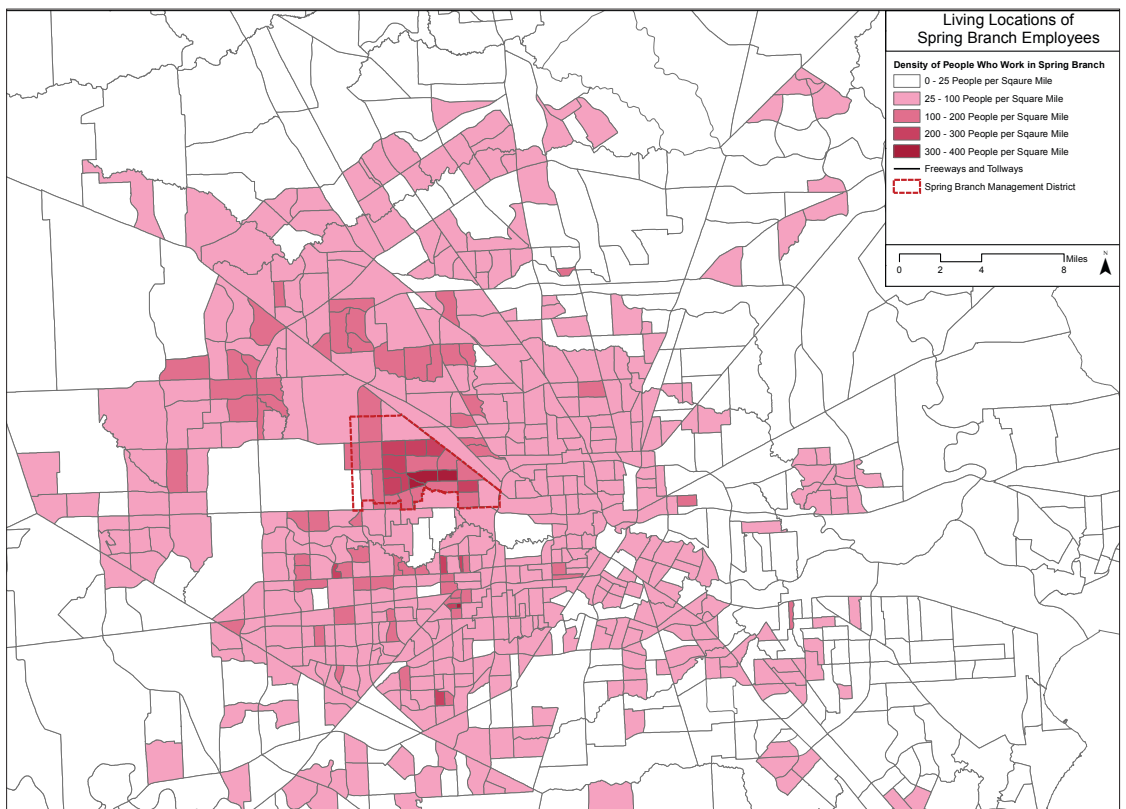 Living Locations of
Spring Branch Employees
Density of People Who Work in Spring Branch
0 - 25 People per Sqaure Mile
25 - 100 People per Square Mile
100 - 200 People per Square Mile
200 - 300 People per Sqaure Mile
300 - 400 People per Sqaure Mile
Freeways and Tollways
Spring Branch Management District
Miles
0 2 4 8
N